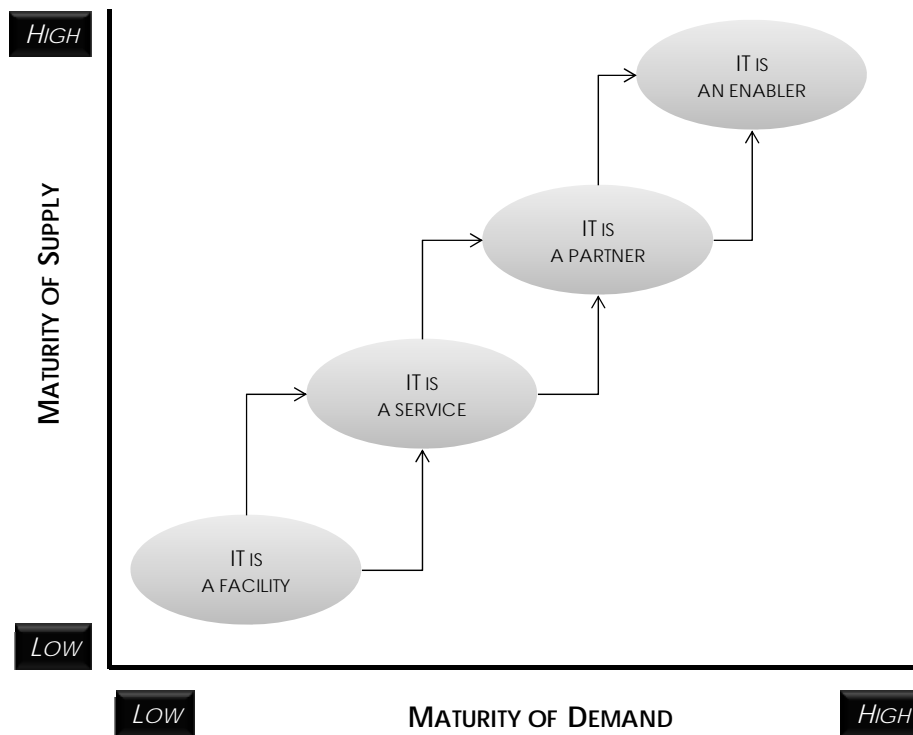 HIGH
IT IS
AN ENABLER
MATURITY OF SUPPLY
IT IS
A PARTNER
IT IS
A SERVICE
IT IS
A FACILITY
LOW
LOW
MATURITY OF DEMAND
HIGH